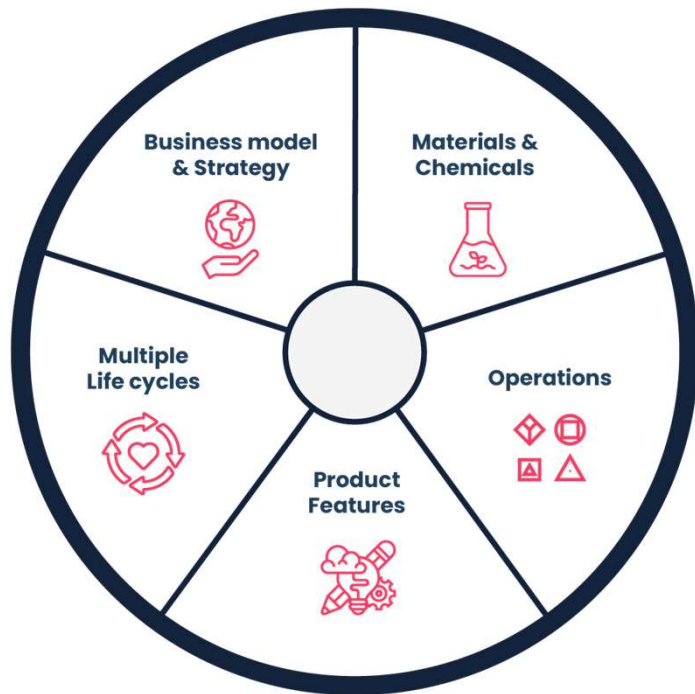 Business model
& Strategy
Materials &
Chemicals
Multiple
Life cycles
Operations
Product
Features